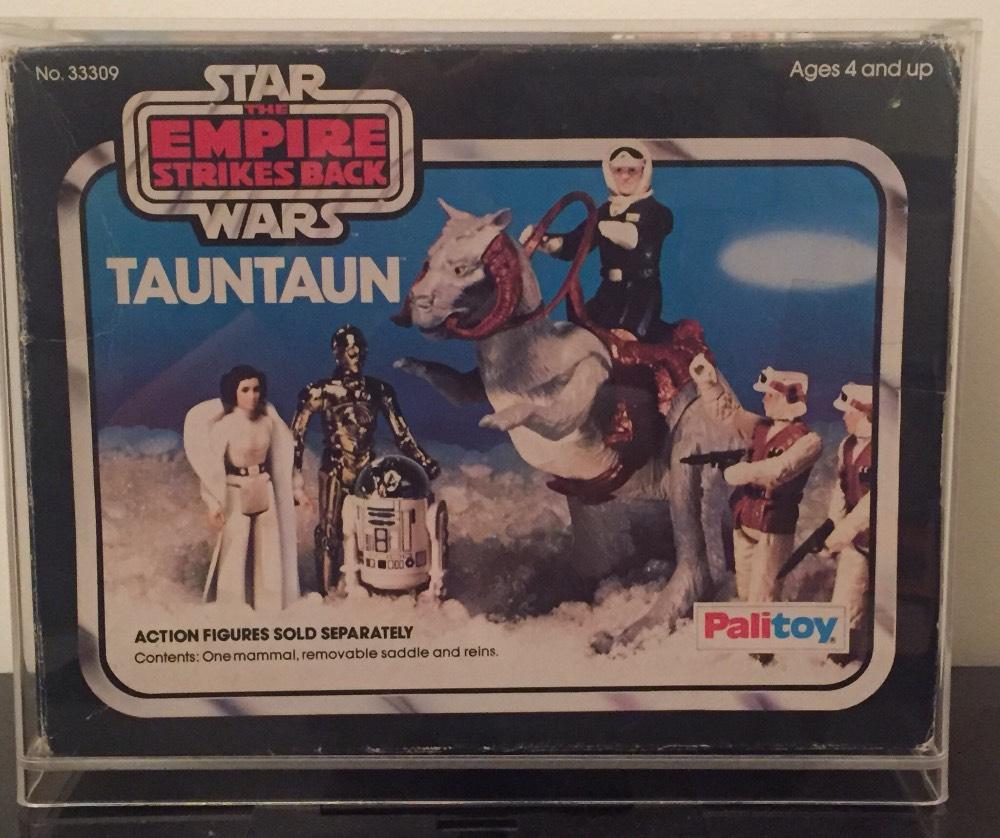 No. 33309
Ages 4 and up
STAR
THE
EMPIRE
STRIKES BACK
WARS
TAUNTAUN
ACTION FIGURES SOLD SEPARATELY
Contents: One mammal, removable saddle and reins.
Palitoy